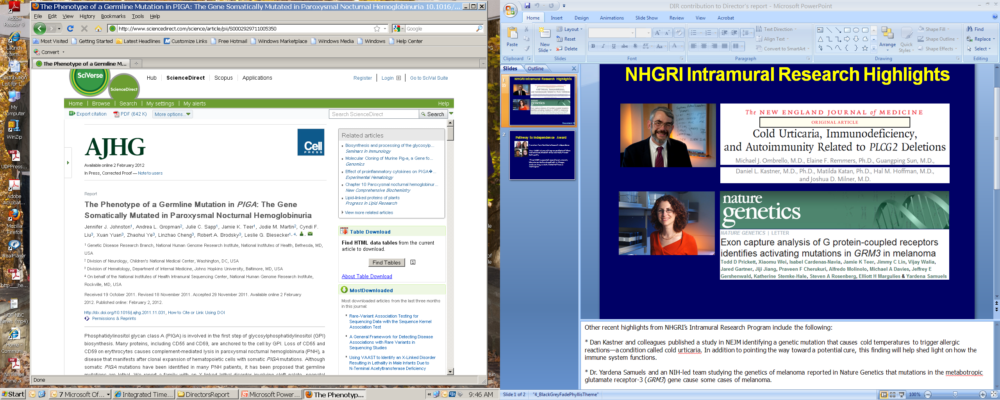 Adobe
Reader 9
Launch
Intern...
Distribution
List for L...
My
Computer
WinZip
UDPPress...
Adobe
Acrobat...
Mozilla
Firefox
RealPlayer
http___he...
UDP NBC
News (mp4)
Home -
Communi...
NYTimes
Crime a...
The Phenotype of a Germline Mutation in PIGA: The Gene Somatically Mutated in Paroxysmal Nocturnal Hemoglobinuria 10.1016/...
File Edit View History Bookmarks Tools Help
http://www.sciencedirect.com/science/article/pii/S0002929711005350
Google
Most Visited Getting Started Latest Headlines Customize Links Free Hotmail Windows Marketplace Windows Media Windows Help Center
Convert
The Phenotype of a Germline M...
SciVerse
ScienceDirect
Hub ScienceDirect Scopus Applications
Register Login Go to SciVal Suite
Home Browse Search My settings My alerts Help
Export citation PDF (642 K) More options... Search ScienceDirect Search
AJHG
Cell
PRESS
Available online 2 February 2012
In Press, Corrected Proof — Note to users
Report
The Phenotype of a Germline Mutation in PIGA: The Gene
Somatically Mutated in Paroxysmal Nocturnal Hemoglobinuria
Jennifer J. Johnston1, Andrea L. Gropman2, Julie C. Sapp1, Jamie K. Teer1, Jodie M. Martin2, Cyndi F.
Liu3, Xuan Yuan3, Zhaohui Ye3, Linzhao Cheng3, Robert A. Brodsky3, Leslie G. Biesecker1, 4,
1 Genetic Disease Research Branch, National Human Genome Research Institute, National Institutes of Health, Bethesda, MD,
USA
2 Division of Neurology, Children's National Medical Center, Washington, DC, USA
3 Division of Hematology, Department of Internal Medicine, Johns Hopkins University, Baltimore, MD, USA
4 On behalf of the National Institutes of Health Intramural Sequencing Center, National Human Genome Research Institute,
Rockville, MD, USA
Received 19 October 2011. Revised 18 November 2011. Accepted 29 November 2011. Available online 2 February
2012. Published online: February 2, 2012.
http://dx.doi.org/10.1016/j.ajhg.2011.11.031, How to Cite or Link Using DOI
Permissions & Reprints
Phosphatidylinositol glycan class A (PIGA) is involved in the first step of glycosylphosphatidylinositol (GPI)
biosynthesis. Many proteins, including CD55 and CD59, are anchored to the cell by GPI. Loss of CD55 and
CD59 on erythrocytes causes complement-mediated lysis in paroxysmal nocturnal hemoglobinuria (PNH), a
disease that manifests after clonal expansion of hematopoietic cells with somatic PIGA mutations. Although
somatic PIGA mutations have been identified in many PNH patients, it has been proposed that germline
mutations are lethal. We report a family with an X-linked lethal disorder involving cleft palate, neonatal
Related articles
Biosynthesis and processing of the glycosylp...
Seminars in Immunology
Molecular Cloning of Murine Pig-a, a Gene fo...
Genomics
Effect of proinflammatory cytokines on PIGA�...
Experimental Hematology
Chapter 10 Paroxysmal nocturnal hemoglobinur...
New Comprehensive Biochemistry
Lipid-linked proteins of plants
Progress in Lipid Research
View more related articles
Table Download
Find HTML data tables from the current
article to download.
Find Tables
About Table Download
MostDownloaded
Most downloaded articles from the last three months
in this journal:
Rare-Variant Association Testing for
Sequencing Data with the Sequence Kernel
Association Test
A General Framework for Detecting Disease
Associations with Rare Variants in
Sequencing Studies
Using VAAST to Identify an X-Linked Disorder
Resulting in Lethality in Male Infants Due to
N-Terminal Acetyltransferase Deficiency
Done
Start 7 Microsoft Of... Integrated Time... DirectorsReport Microsoft Power... The Phenotyp... « 9:46 AM
PG
le
of
le
Bin
DIR contribution to Director's report - Microsoft PowerPoint
Home Insert Design Animations Slide Show Review View Acrobat
Paste
New
Slide
Layout
Reset
Delete
B I U abc S AV Aa A
Text Direction
Align Text
Convert to SmartArt
Arrange
Quick
Styles
Shape Fill
Shape Outline
Shape Effects
Find
Replace
Select
Clipboard Slides Font Paragraph Drawing Editing
Slides Outline
1
NHGRI Intramural Research Highlights
2
Pathway to Independence Award
NHGRI Intramural Research Highlights
The NEW ENGLAND JOURNAL of MEDICINE
ORIGINAL ARTICLE
Cold Urticaria, Immunodeficiency,
and Autoimmunity Related to PLCG2 Deletions
Michael J. Ombrello, M.D., Elaine F. Remmers, Ph.D., Guangping Sun, M.D.,
Daniel L. Kastner, M.D., Ph.D., Matilda Katan, Ph.D., Hal M. Hoffman, M.D.,
and Joshua D. Milner, M.D.
nature
genetics
NATURE GENETICS | LETTER
Exon capture analysis of G protein-coupled receptors
identifies activating mutations in GRM3 in melanoma
Todd D Prickett, Xiaomu Wei, Isabel Cardenas-Navia, Jamie K Teer, Jimmy C Lin, Vijay Walia,
Jared Gartner, Jiji Jiang, Praveen F Cherukuri, Alfredo Molinolo, Michael A Davies, Jeffrey E
Gershenwald, Katherine Stemke-Hale, Steven A Rosenberg, Elliott H Margulies & Yardena Samuels
Other recent highlights from NHGRI's Intramural Research Program include the following:
* Dan Kastner and colleagues published a study in NEJM identifying a genetic mutation that causes cold temperatures to trigger allergic
reactions—a condition called cold urticaria. In addition to pointing the way toward a potential cure, this finding will help shed light on how the
immune system functions.
* Dr. Yardena Samuels and an NIH-led team studying the genetics of melanoma reported in Nature Genetics that mutations in the metabotropic
glutamate receptor-3 (GRM3) gene cause some cases of melanoma.
Slide 1 of 2 "4_BlackGreyFadePhyllisTheme" 100%